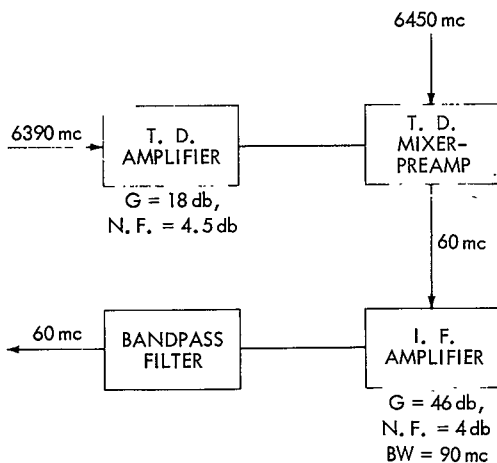 6450 mc
6390 mc
T. D.
AMPLIFIER
T. D.
MIXER-
PREAMP
G = 18 db,
N. F. = 4.5 db
60 mc
60 mc
BANDPASS
FILTER
I. F.
AMPLIFIER
G = 46 db,
N. F. = 4 db
BW = 90 mc